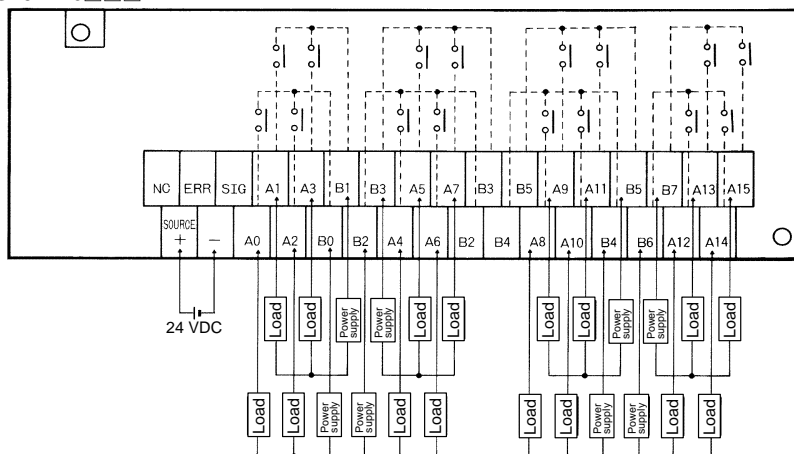 NC ERR SIG A1 A3 B1 B3 A5 A7 B3 B5 A9 A11 B5 B7 A13 A15
SOURCE
+ − A0 A2 B0 B2 A4 A6 B2 B4 A8 A10 B4 B6 A12 A14
24 VDC
Load Load Power supply Power supply Load Load Load Load Power supply Power supply Load Load
Load Load Power supply Power supply Load Load Load Load Power supply Power supply Load Load